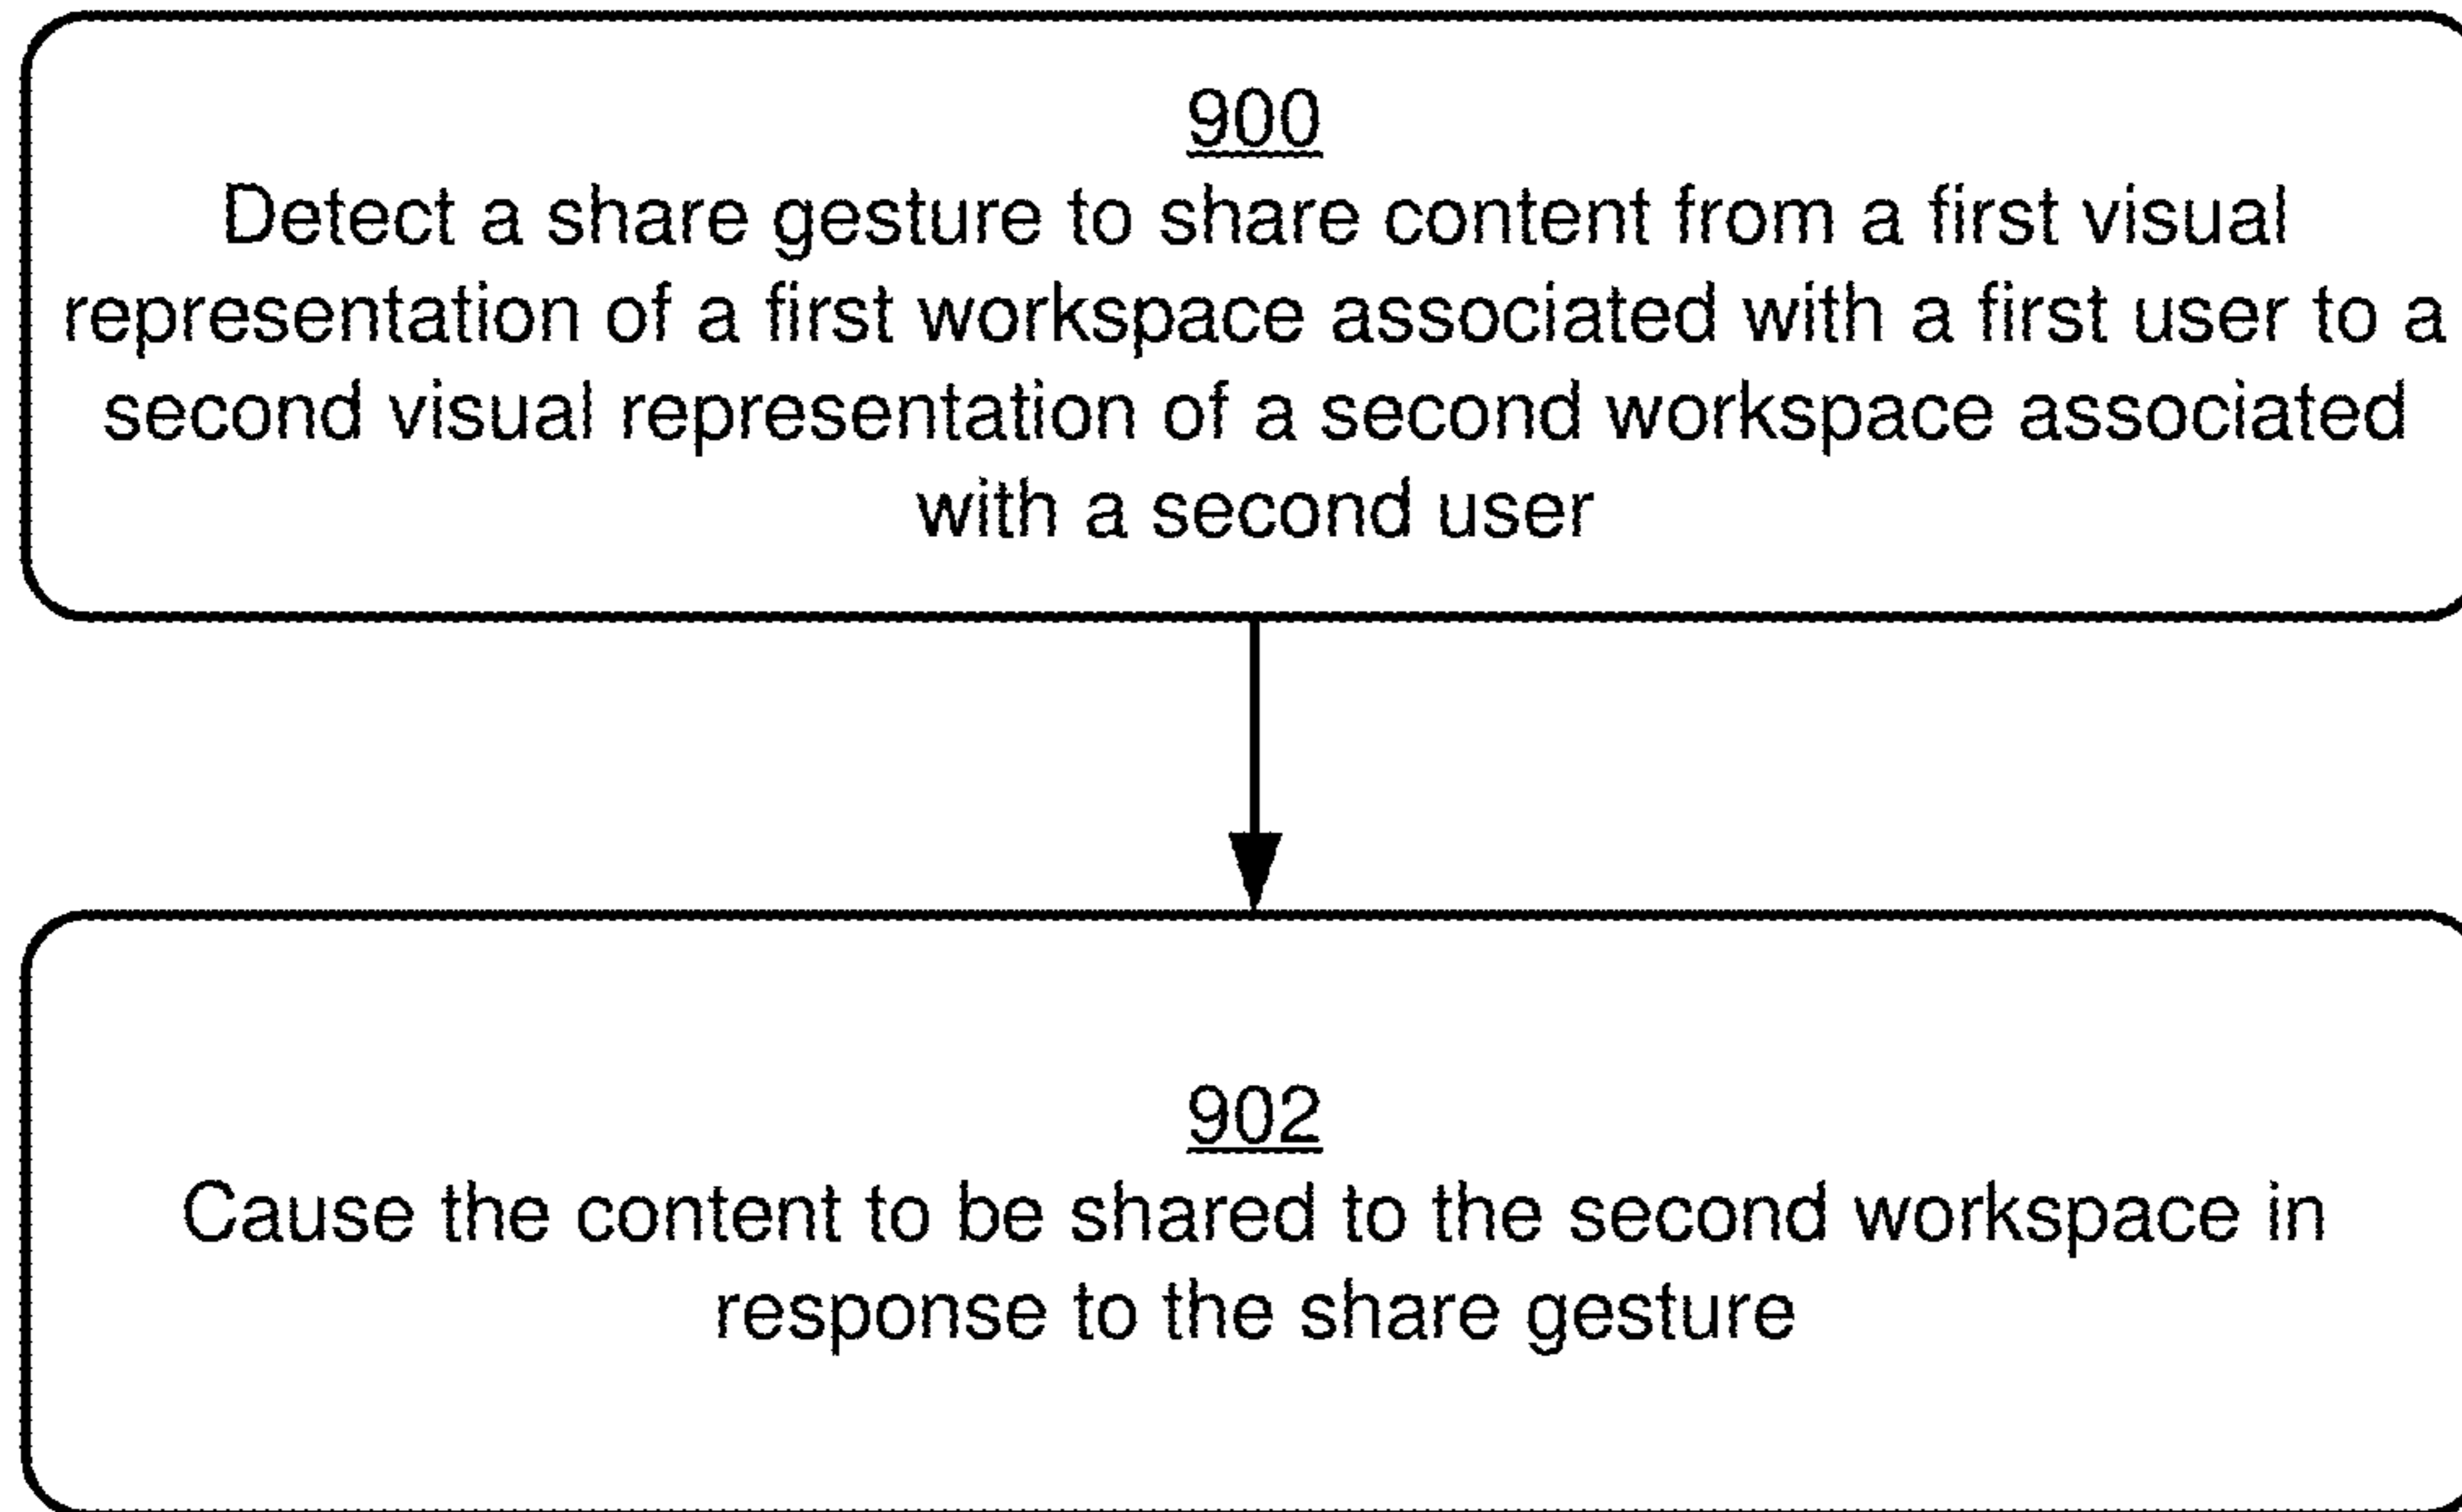 900
Detect a share gesture to share content from a first visual
representation of a first workspace associated with a first user to a
second visual representation of a second workspace associated
with a second user
902
Cause the content to be shared to the second workspace in
response to the share gesture